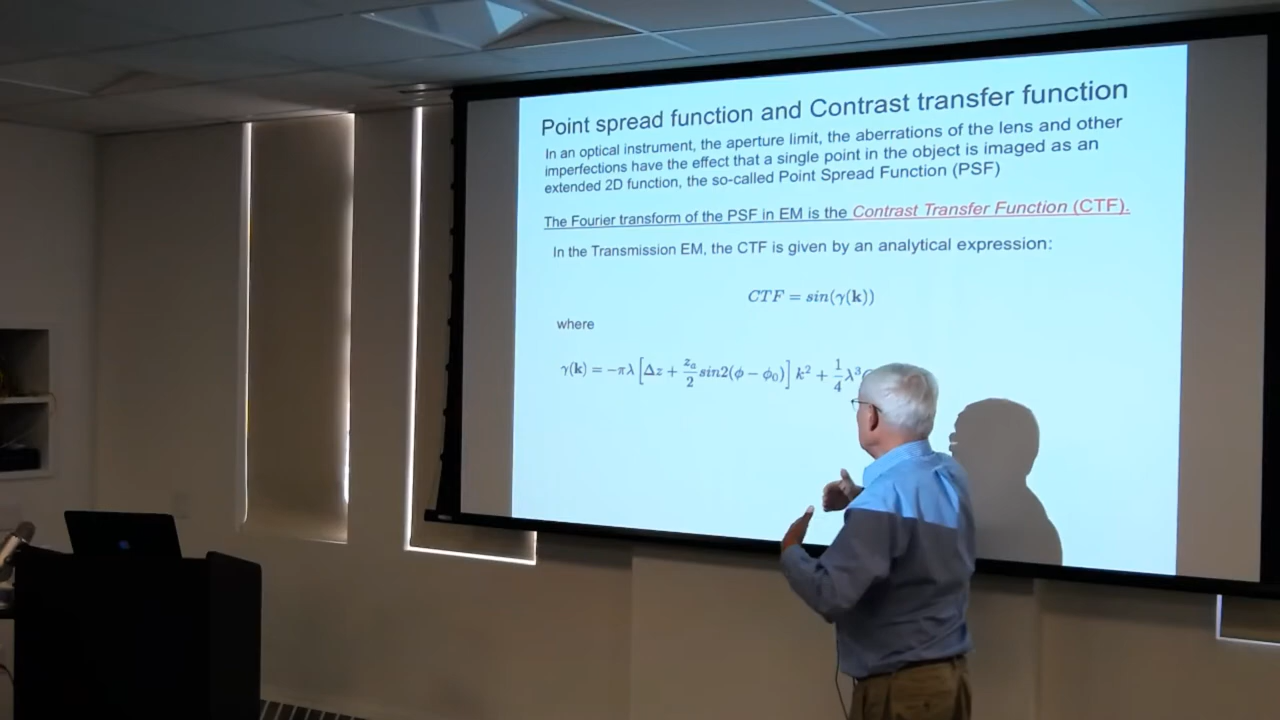 Point spread function and Contrast transfer function
In an optical instrument, the aperture limit, the aberrations of the lens and other
imperfections have the effect that a single point in the object is imaged as an
extended 2D function, the so-called Point Spread Function (PSF)
The Fourier transform of the PSF in EM is the Contrast Transfer Function (CTF).
In the Transmission EM, the CTF is given by an analytical expression:
CTF = sin(γ(k))
where
γ(k) = −πλ [Δz + z_a/2 sin2(ϕ − ϕ₀)] k² + 1/4 λ³